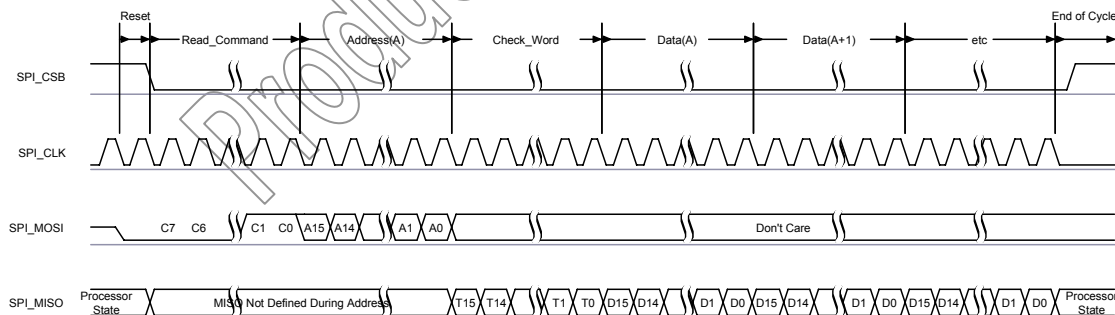 Reset
End of Cycle
Read_Command
Address(A)
Check_Word
Data(A)
Data(A+1)
etc
SPI_CSB
SPI_CLK
SPI_MOSI
C7 C6 C1 C0 A15 A14 A1 A0 Don't Care
SPI_MISO
Processor State
MISO Not Defined During Address
T15 T14 T1 T0 D15 D14 D1 D0 D15 D14 D1 D0 D15 D14 D1 D0
Processor State